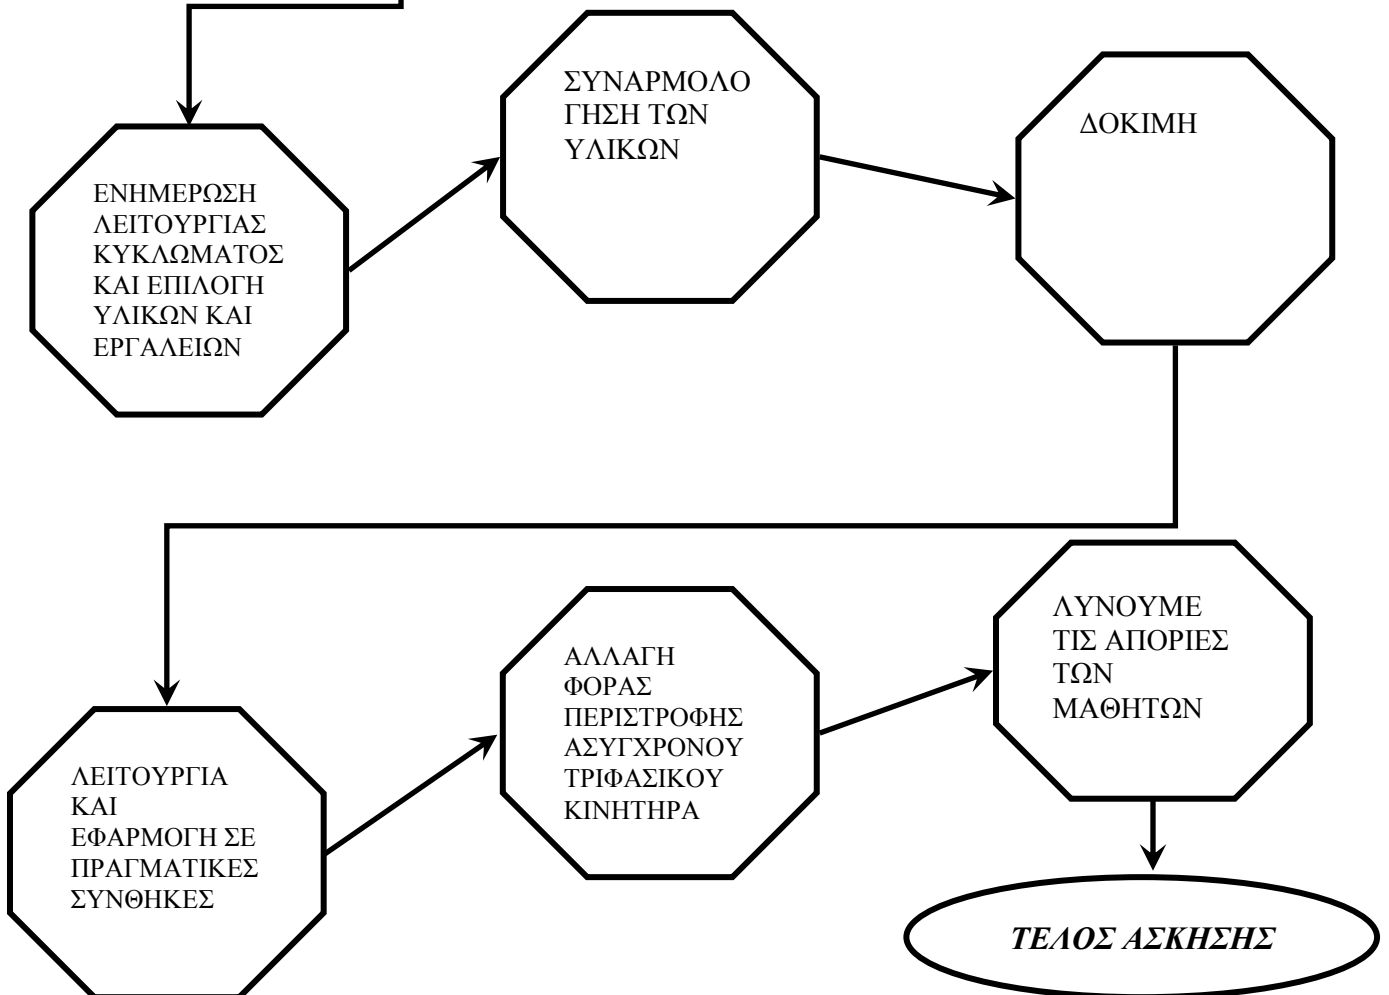 ΕΝΗΜΕΡΩΣΗ
ΛΕΙΤΟΥΡΓΙΑΣ
ΚΥΚΛΩΜΑΤΟΣ
ΚΑΙ ΕΠΙΛΟΓΗ
ΥΛΙΚΩΝ ΚΑΙ
ΕΡΓΑΛΕΙΩΝ
ΣΥΝΑΡΜΟΛΟ
ΓΗΣΗ ΤΩΝ
ΥΛΙΚΩΝ
ΔΟΚΙΜΗ
ΛΕΙΤΟΥΡΓΙΑ
ΚΑΙ
ΕΦΑΡΜΟΓΗ ΣΕ
ΠΡΑΓΜΑΤΙΚΕΣ
ΣΥΝΘΗΚΕΣ
ΑΛΛΑΓΗ
ΦΟΡΑΣ
ΠΕΡΙΣΤΡΟΦΗΣ
ΑΣΥΓΧΡΟΝΟΥ
ΤΡΙΦΑΣΙΚΟΥ
ΚΙΝΗΤΗΡΑ
ΛΥΝΟΥΜΕ
ΤΙΣ ΑΠΟΡΙΕΣ
ΤΩΝ
ΜΑΘΗΤΩΝ
ΤΕΛΟΣ ΑΣΚΗΣΗΣ